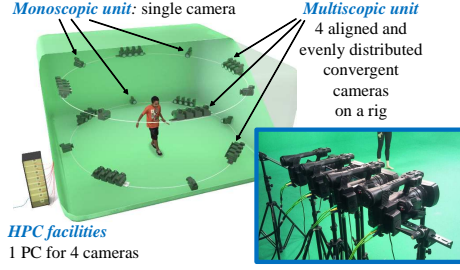 Monoscopic unit: single camera
Multiscopic unit
4 aligned and
evenly distributed
convergent
cameras
on a rig
HPC facilities
1 PC for 4 cameras